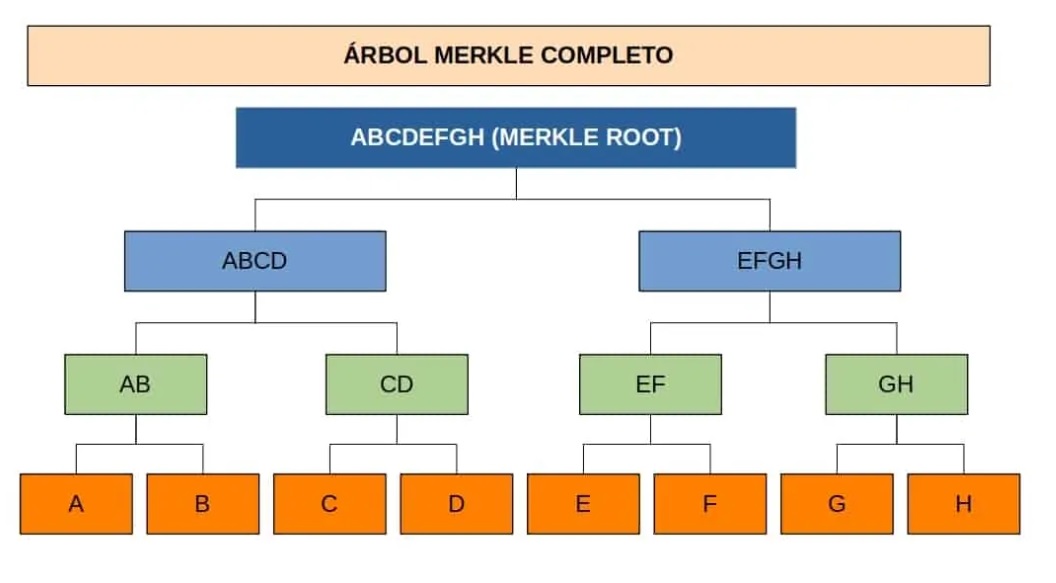 ÁRBOL MERKLE COMPLETO
ABCDEFGH (MERKLE ROOT)
ABCD
EFGH
AB
CD
EF
GH
A
B
C
D
E
F
G
H